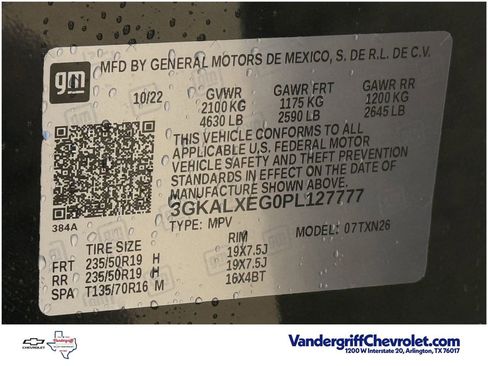 gm
MFD BY GENERAL MOTORS DE MEXICO, S. DE R.L. DE C.V.
10/22 GVWR GAWR FRT GAWR RR
2100 KG 1175 KG 1200 KG
4630 LB 2590 LB 2645 LB
THIS VEHICLE CONFORMS TO ALL
APPLICABLE U.S. FEDERAL MOTOR
VEHICLE SAFETY AND THEFT PREVENTION
STANDARDS IN EFFECT ON THE DATE OF
MANUFACTURE SHOWN ABOVE.
384A
3GKALXEG0PL127777
TYPE: MPV MODEL: 07TXN26
TIRE SIZE RIM
FRT 235/50R19 H 19X7.5J
RR 235/50R19 H 19X7.5J
SPA T135/70R16 M 16X4BT
CHEVROLET
Vandergriff
VandergriffChevrolet.com
1200 W Interstate 20, Arlington, TX 76017